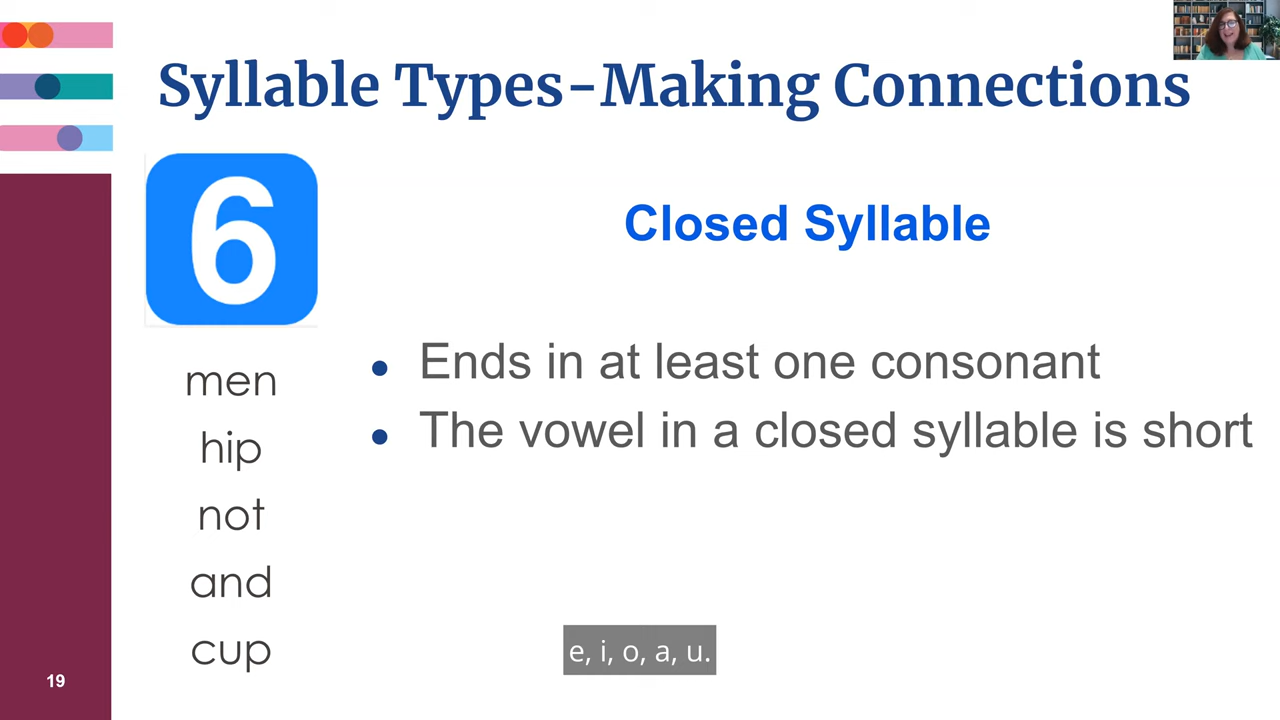 Syllable Types-Making Connections
6
Closed Syllable
men
hip
not
and
cup
• Ends in at least one consonant
• The vowel in a closed syllable is short
e, i, o, a, u.
19